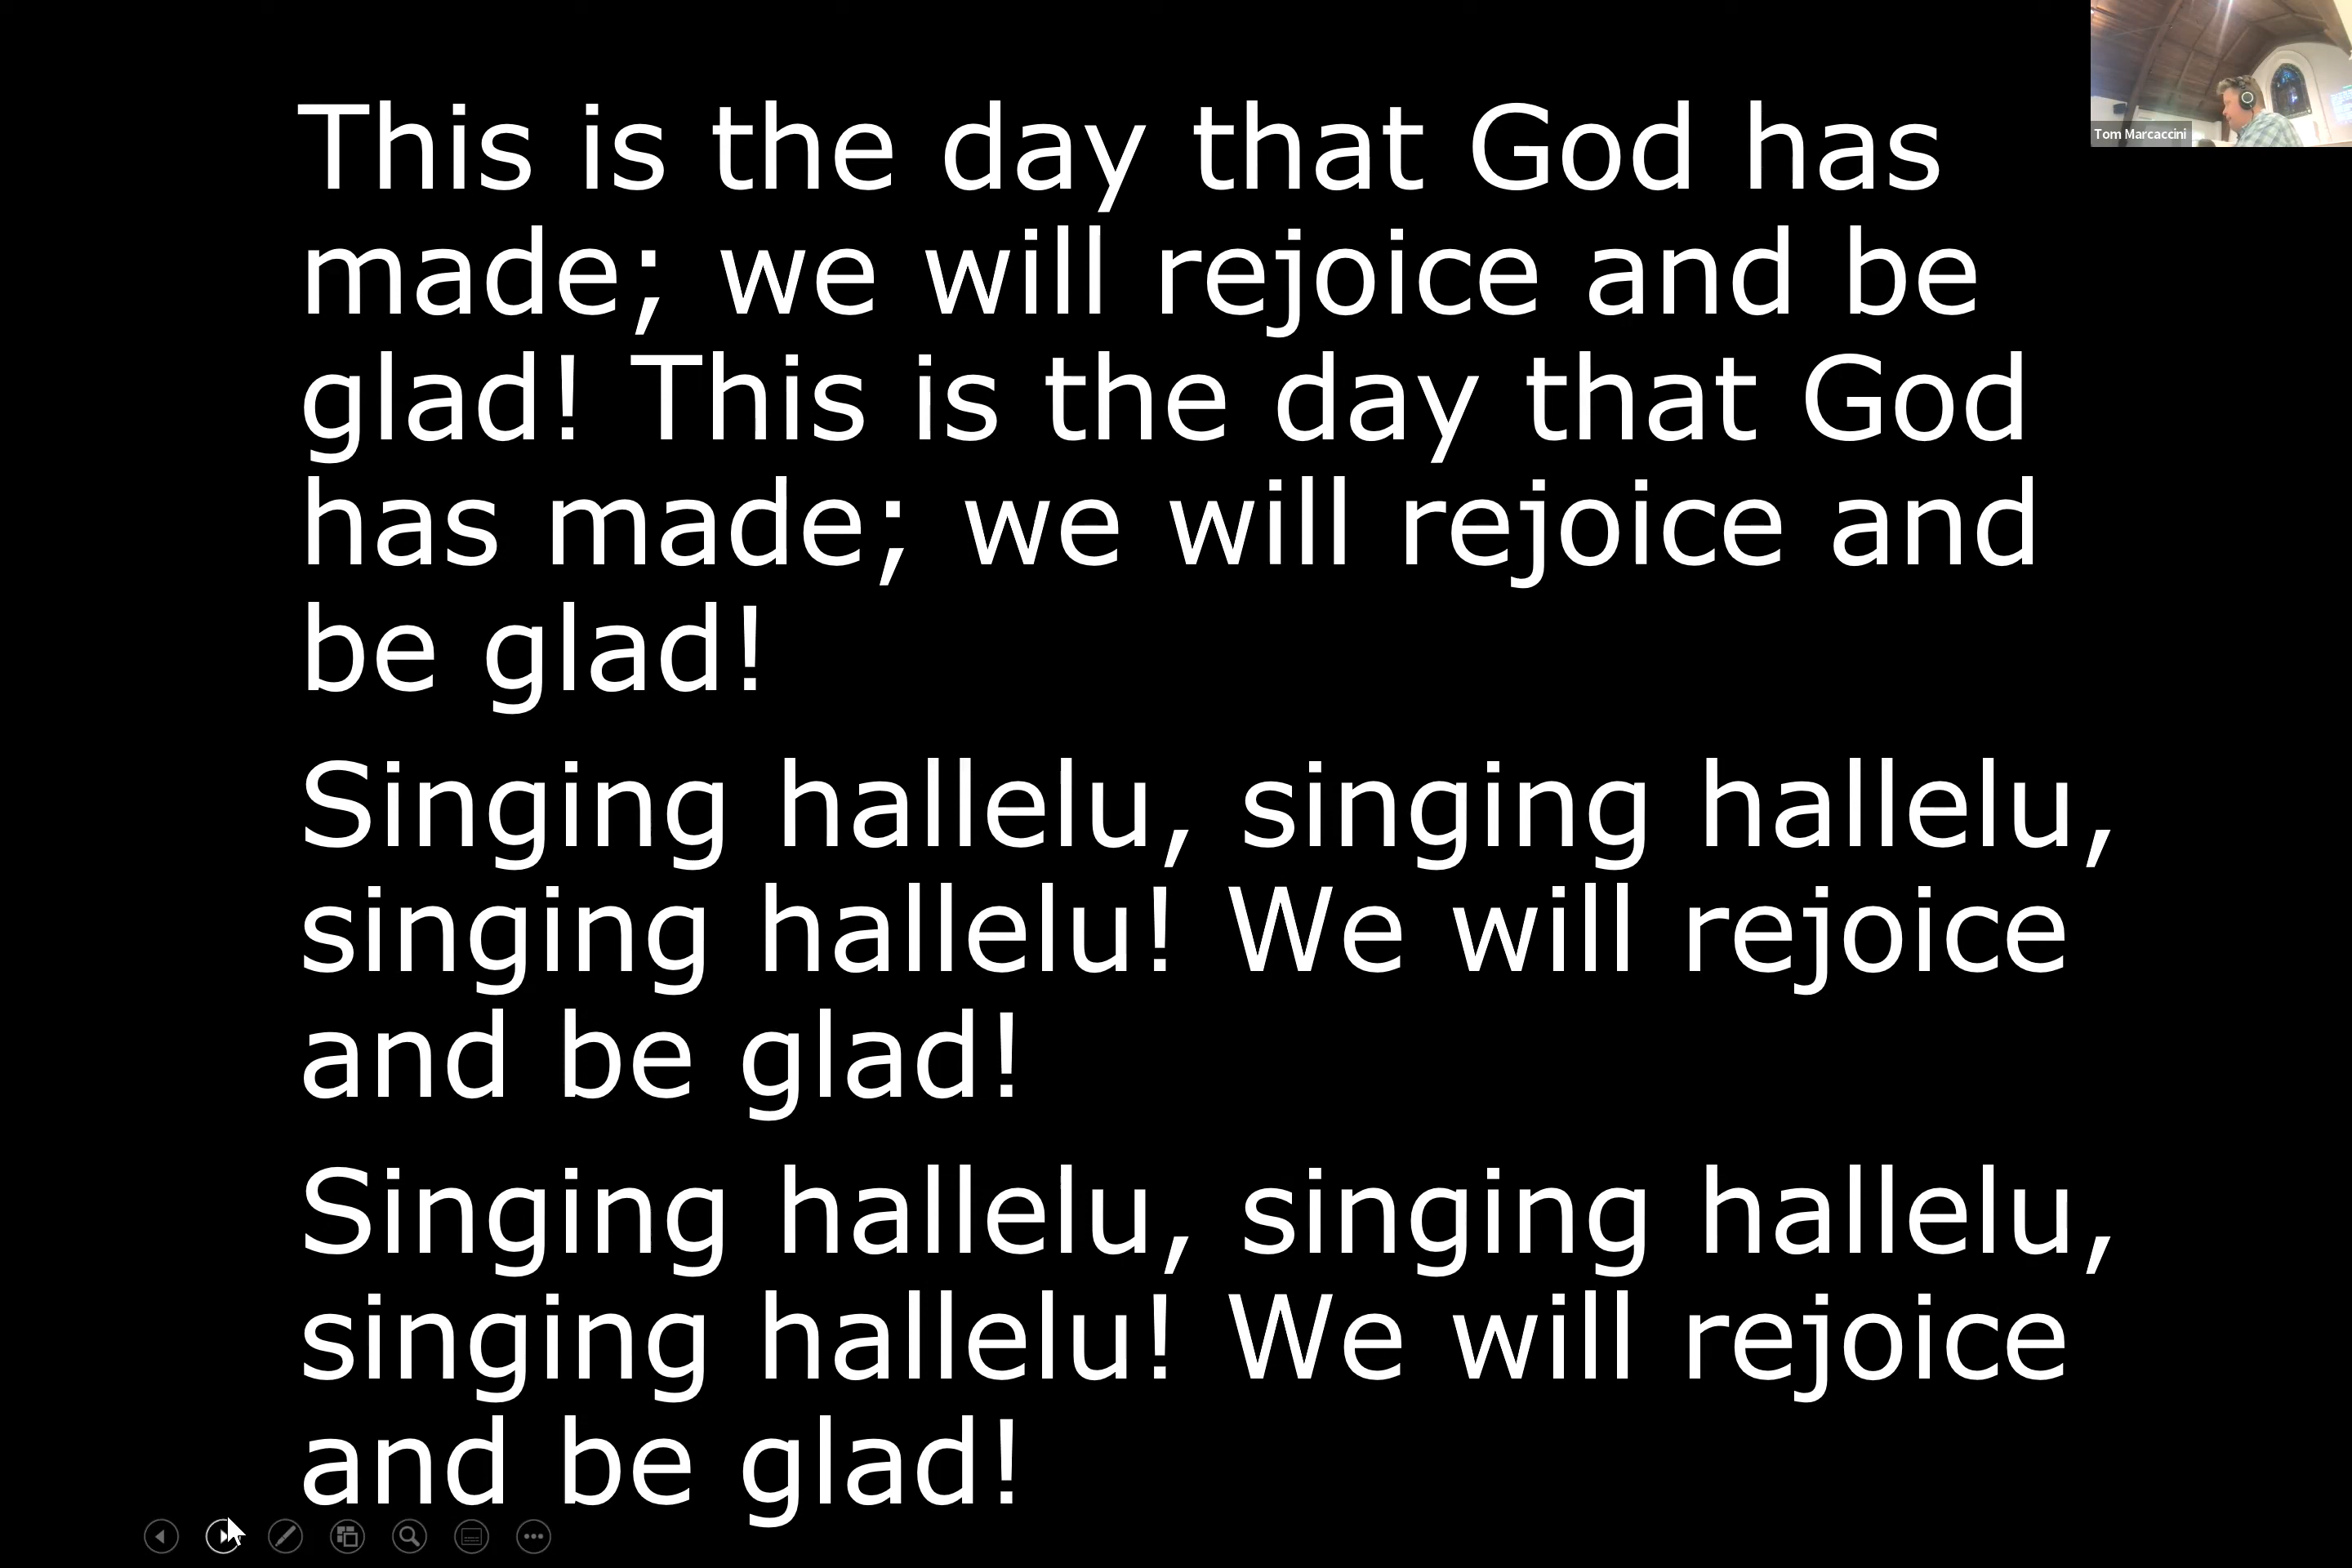 This is the day that God has
made; we will rejoice and be
glad! This is the day that God
has made; we will rejoice and
be glad!
Singing hallelu, singing hallelu,
singing hallelu! We will rejoice
and be glad!
Singing hallelu, singing hallelu,
singing hallelu! We will rejoice
and be glad!
Tom Marcaccini